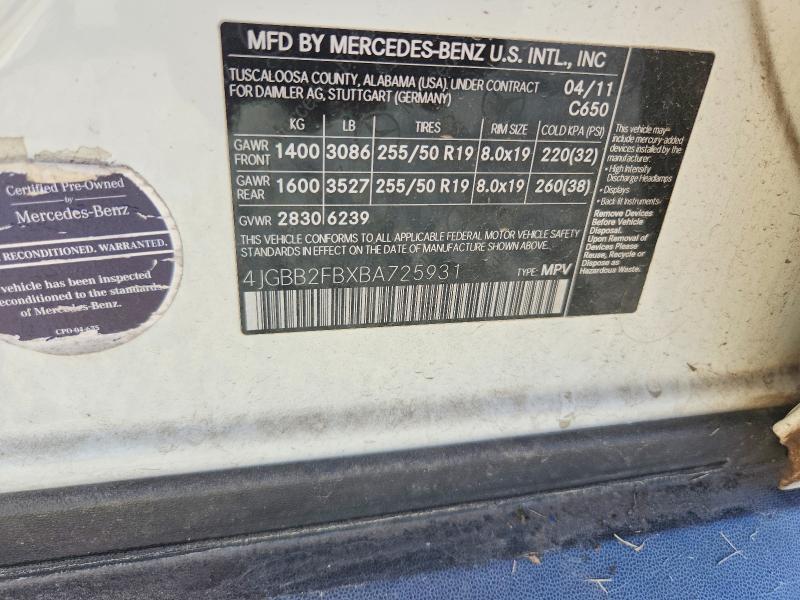 MFD BY MERCEDES-BENZ U.S. INTL., INC
TUSCALOOSA COUNTY, ALABAMA (USA). UNDER CONTRACT 04/11
FOR DAIMLER AG, STUTTGART (GERMANY) C650
KG LB TIRES RIM SIZE COLD KPA (PSI)
GAWR FRONT 1400 3086 255/50 R19 8.0x19 220(32)
GAWR REAR 1600 3527 255/50 R19 8.0x19 260(38)
GVWR 2830 6239
THIS VEHICLE CONFORMS TO ALL APPLICABLE FEDERAL MOTOR VEHICLE SAFETY
STANDARDS IN EFFECT ON THE DATE OF MANUFACTURE SHOWN ABOVE.
4JGBB2FBXBA725931 TYPE: MPV
This vehicle may
include mercury-added
devices installed by the
manufacturer:
• High Intensity
Discharge Headlamps
• Displays
• Back-lit Instruments
Remove Devices
Before Vehicle
Disposal.
Upon Removal of
Devices Please
Reuse, Recycle or
Dispose as
Hazardous Waste.
Certified Pre-Owned
by
Mercedes-Benz
RECONDITIONED. WARRANTED.
vehicle has been inspected
reconditioned to the standards
of Mercedes-Benz.
CPO-04-635